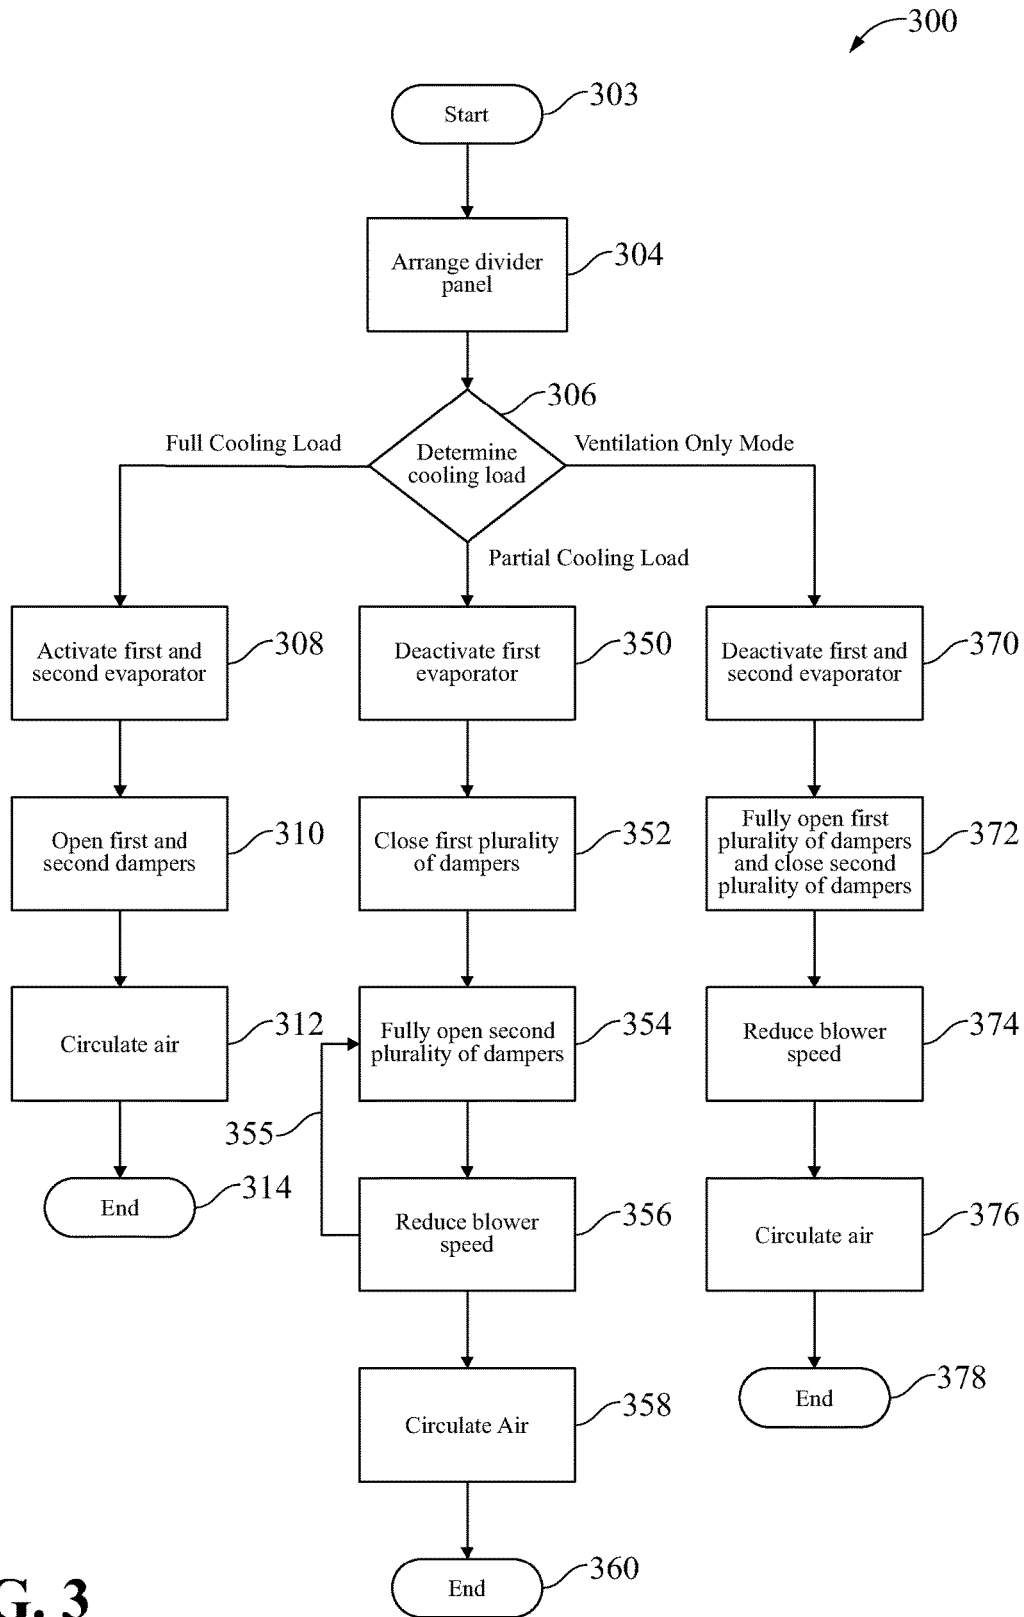 300
Start
303
Arrange divider
panel
304
306
Determine
cooling load
Full Cooling Load
Ventilation Only Mode
Partial Cooling Load
Activate first and
second evaporator
308
Deactivate first
evaporator
350
Deactivate first and
second evaporator
370
Open first and
second dampers
310
Close first plurality
of dampers
352
Fully open first
plurality of dampers
and close second
plurality of dampers
372
Circulate air
312
Fully open second
plurality of dampers
354
Reduce blower
speed
374
355
End
314
Reduce blower
speed
356
Circulate air
376
Circulate Air
358
End
378
End
360
G. 3